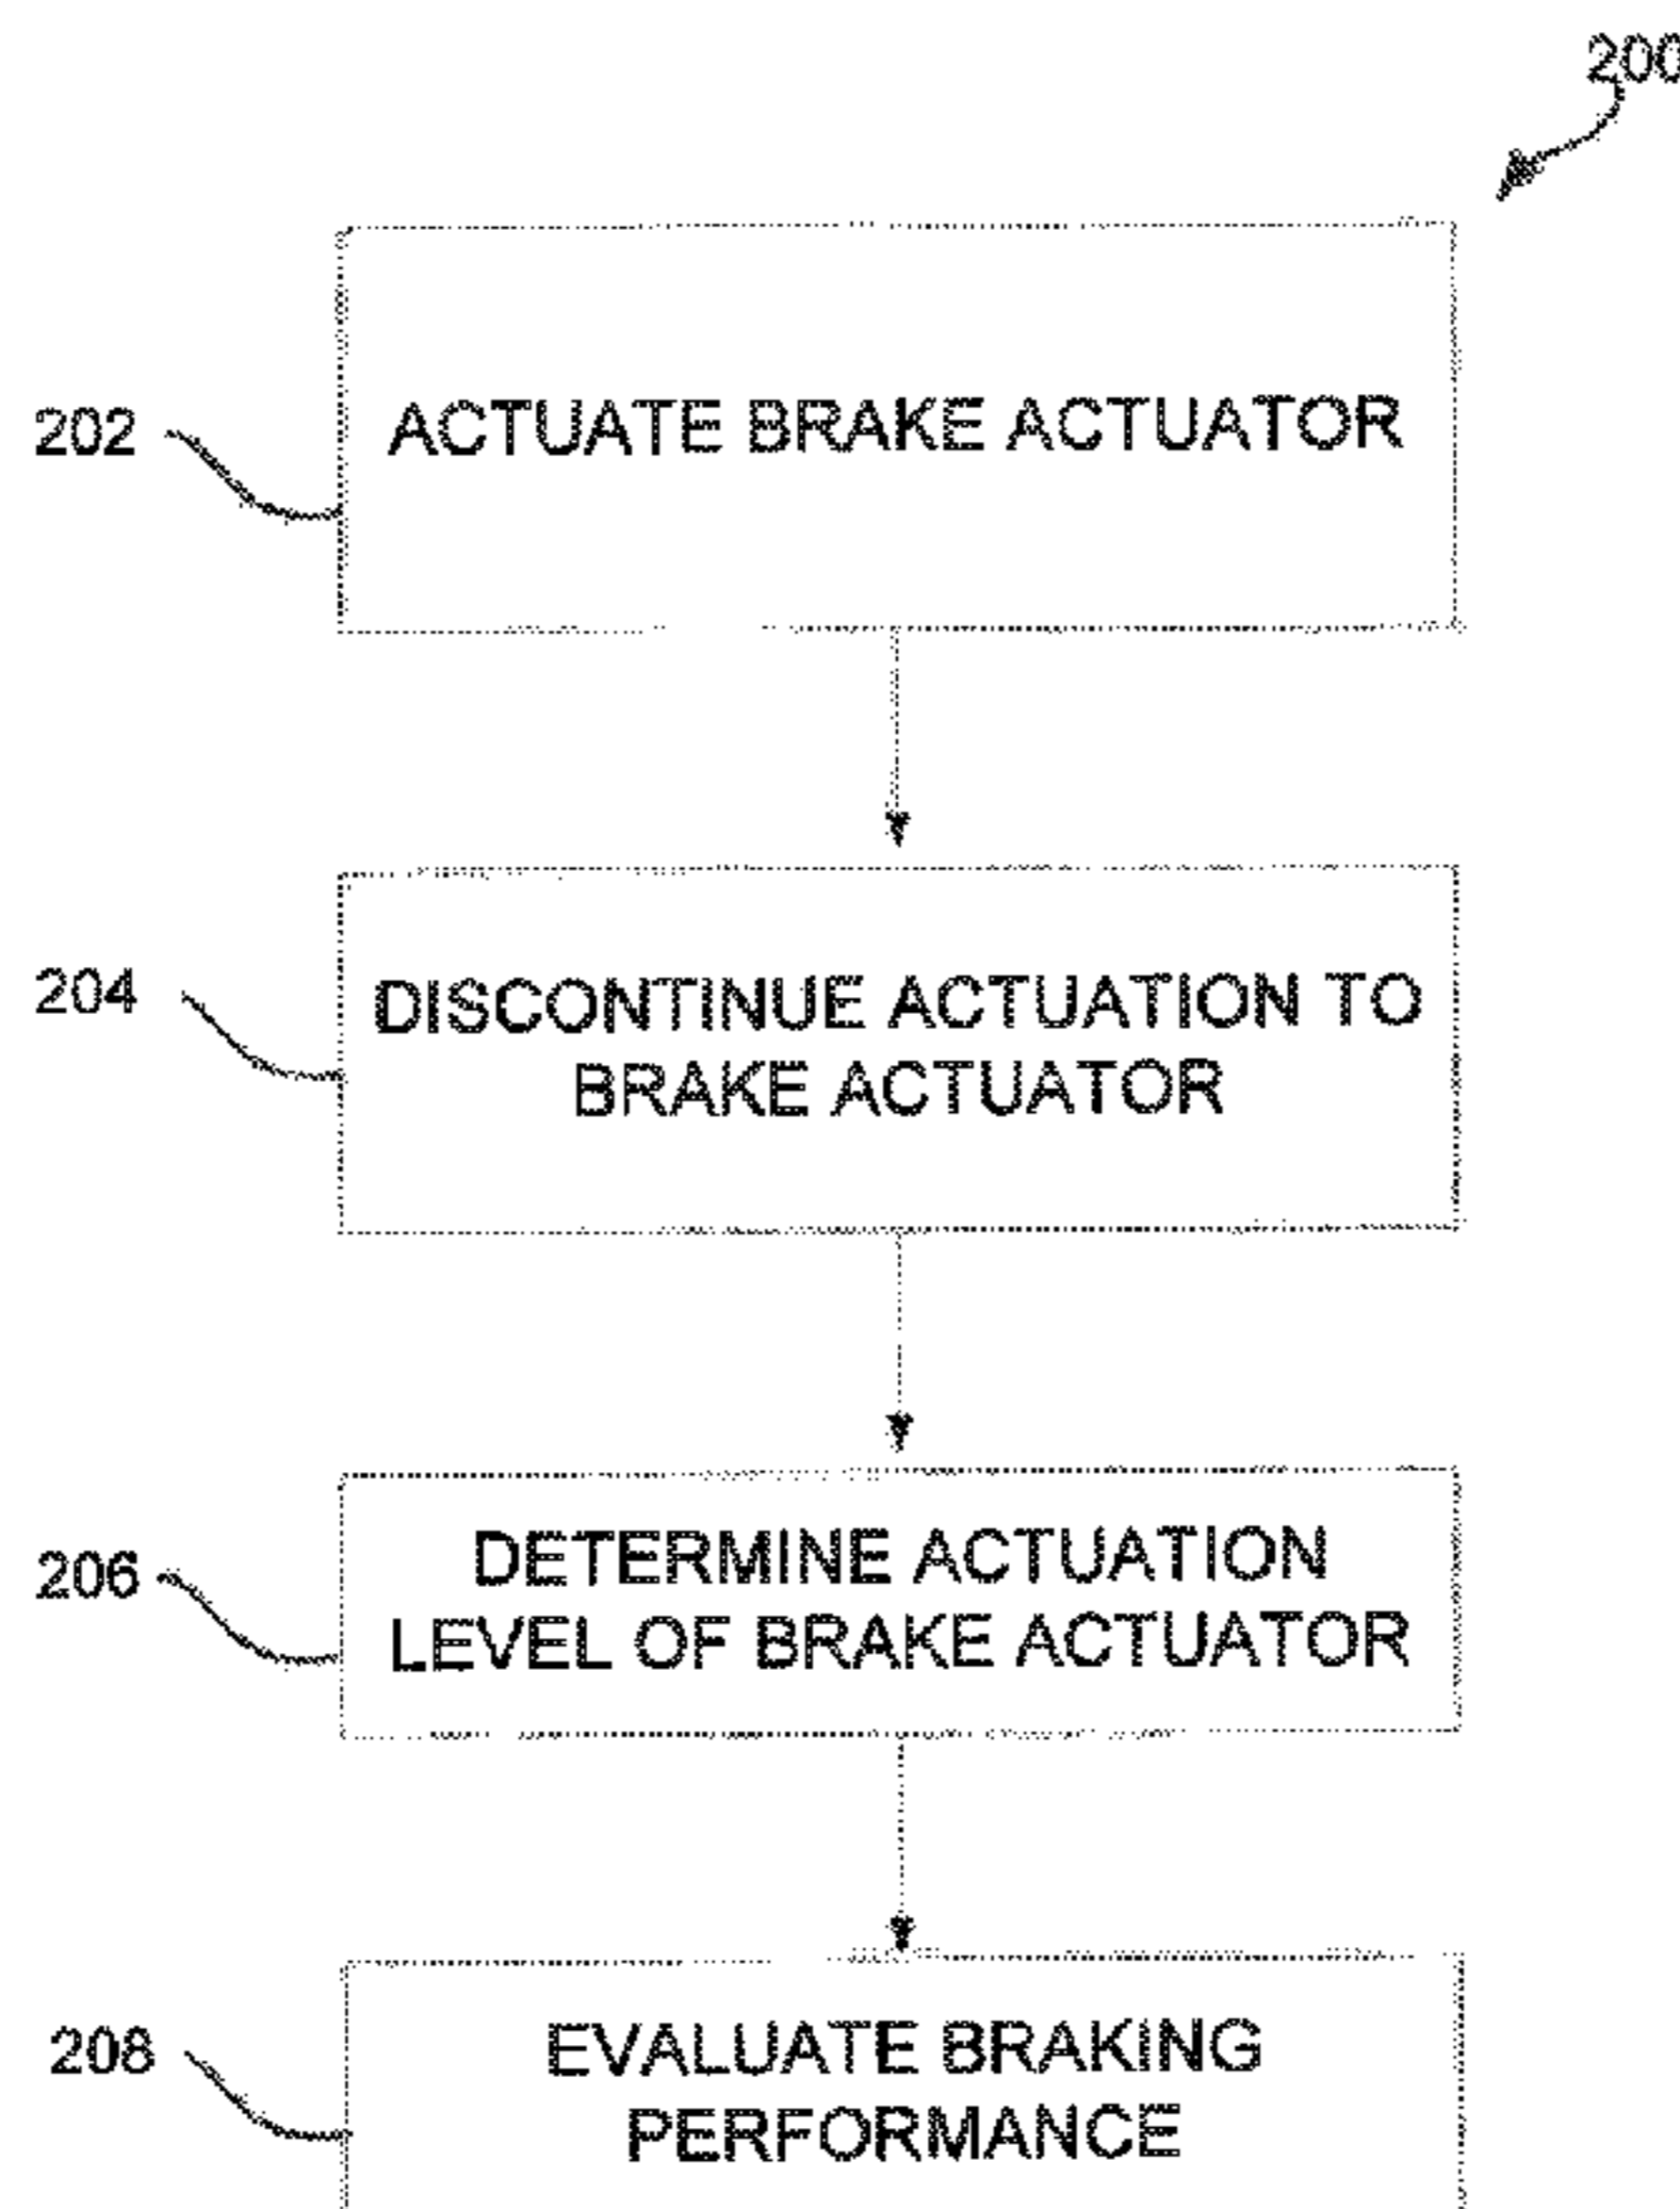 200
202
ACTUATE BRAKE ACTUATOR
204
DISCONTINUE ACTUATION TO
BRAKE ACTUATOR
206
DETERMINE ACTUATION
LEVEL OF BRAKE ACTUATOR
208
EVALUATE BRAKING
PERFORMANCE